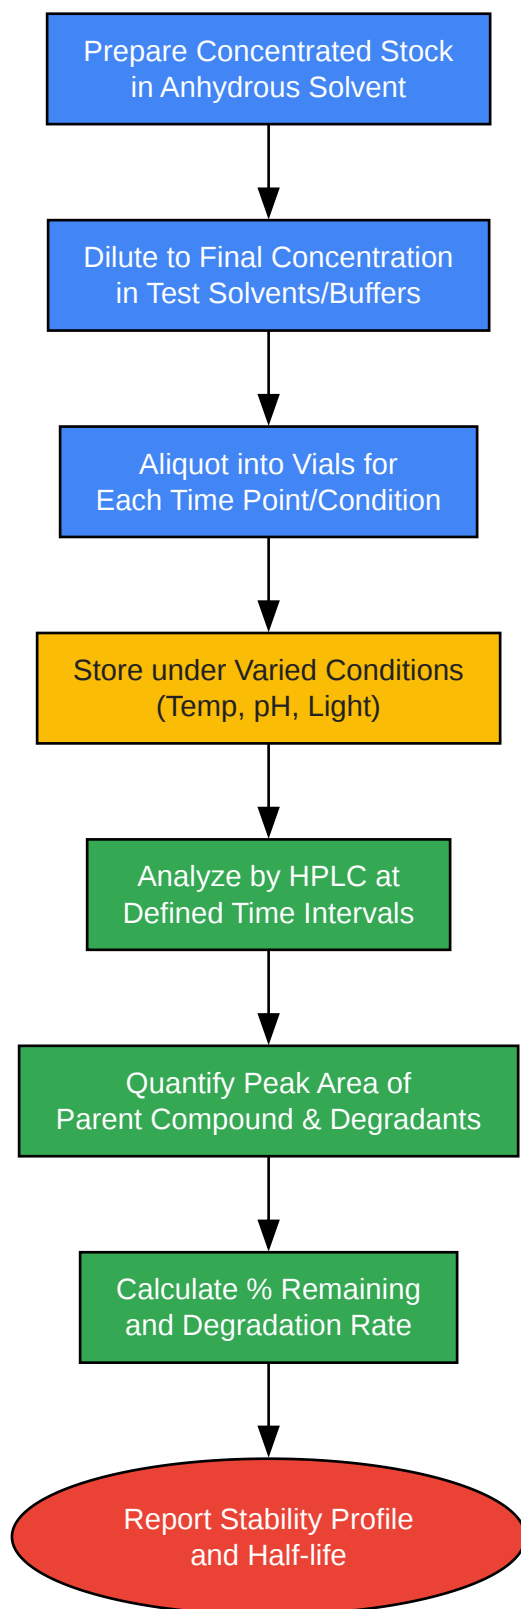 Prepare Concentrated Stock
in Anhydrous Solvent
Dilute to Final Concentration
in Test Solvents/Buffers
Aliquot into Vials for
Each Time Point/Condition
Store under Varied Conditions
(Temp, pH, Light)
Analyze by HPLC at
Defined Time Intervals
Quantify Peak Area of
Parent Compound & Degradants
Calculate % Remaining
and Degradation Rate
Report Stability Profile
and Half-life